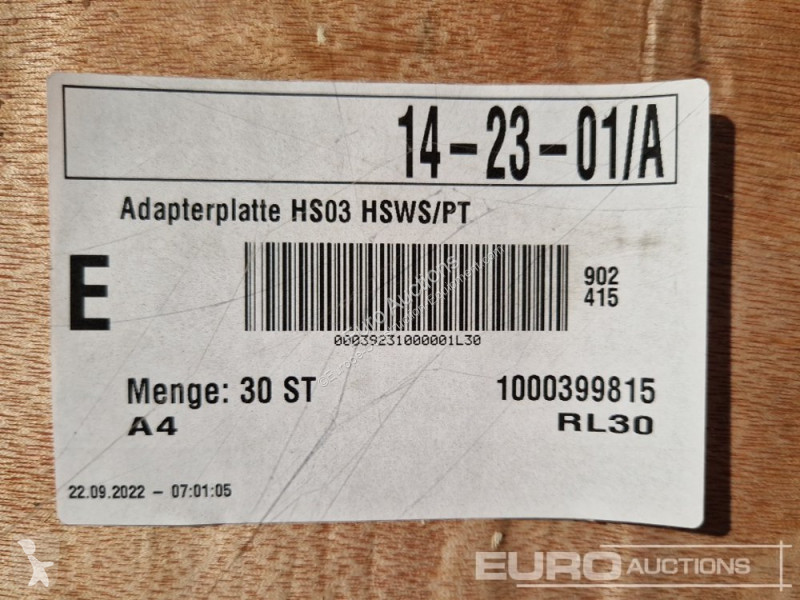 14-23-01/A
Adapterplatte HS03 HSWS/PT
E
902
415
00039231000001L30
Menge: 30 ST
1000399815
A4
RL30
22.09.2022 - 07:01:05
EURO AUCTIONS